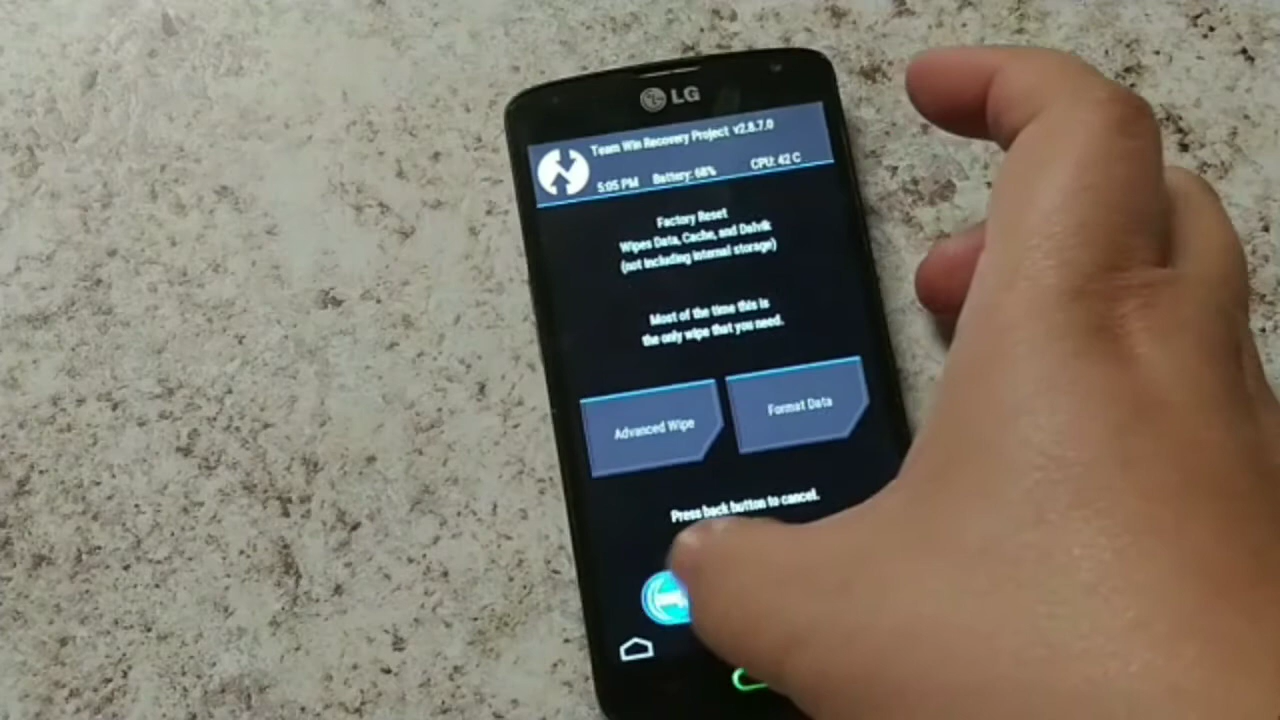 LG
Team Win Recovery Project v2.8.7.0
5:05 PM Battery: 68% CPU: 42 C
Factory Reset
Wipes Data, Cache, and Dalvik
(not including internal storage)
Most of the time this is
the only wipe that you need.
Advanced Wipe
Format Data
Press back button to cancel.